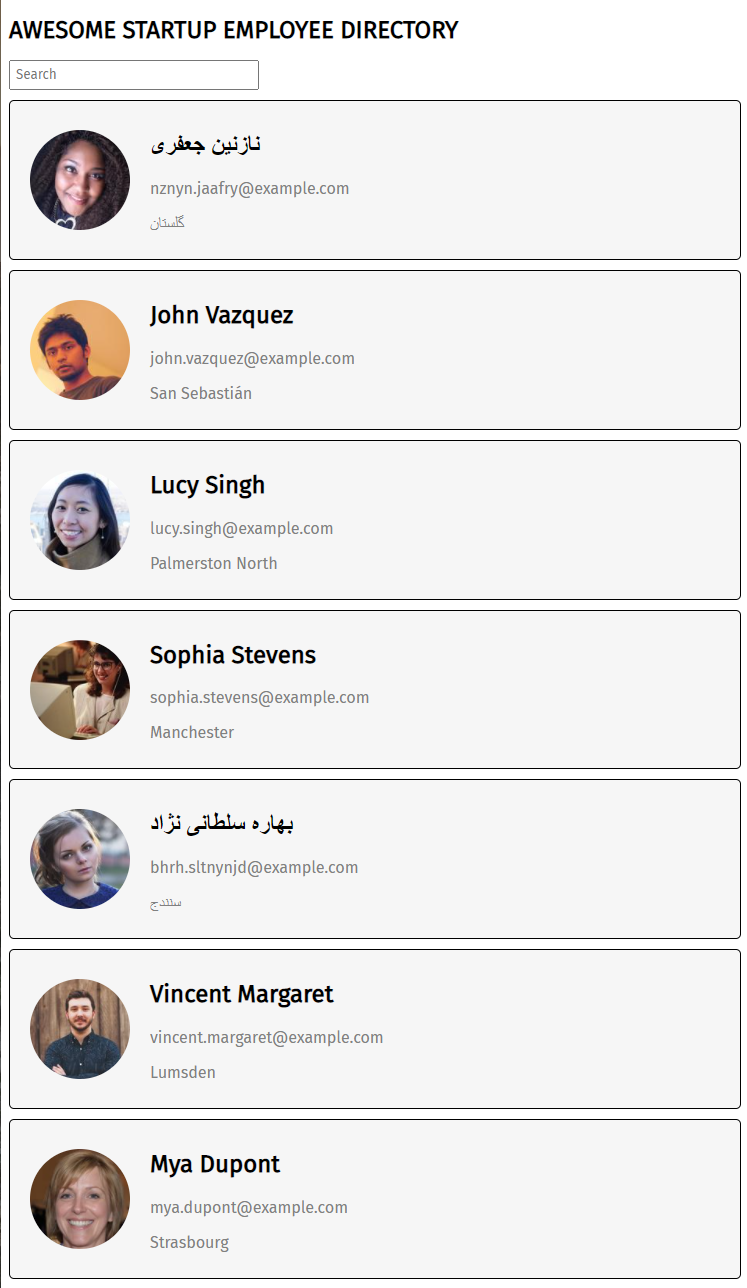 AWESOME STARTUP EMPLOYEE DIRECTORY
Search
نازنین جعفری
nznyn.jaafry@example.com
گلستان
John Vazquez
john.vazquez@example.com
San Sebastián
Lucy Singh
lucy.singh@example.com
Palmerston North
Sophia Stevens
sophia.stevens@example.com
Manchester
بهاره سلطانی نژاد
bhrh.sltnynjd@example.com
سنندج
Vincent Margaret
vincent.margaret@example.com
Lumsden
Mya Dupont
mya.dupont@example.com
Strasbourg